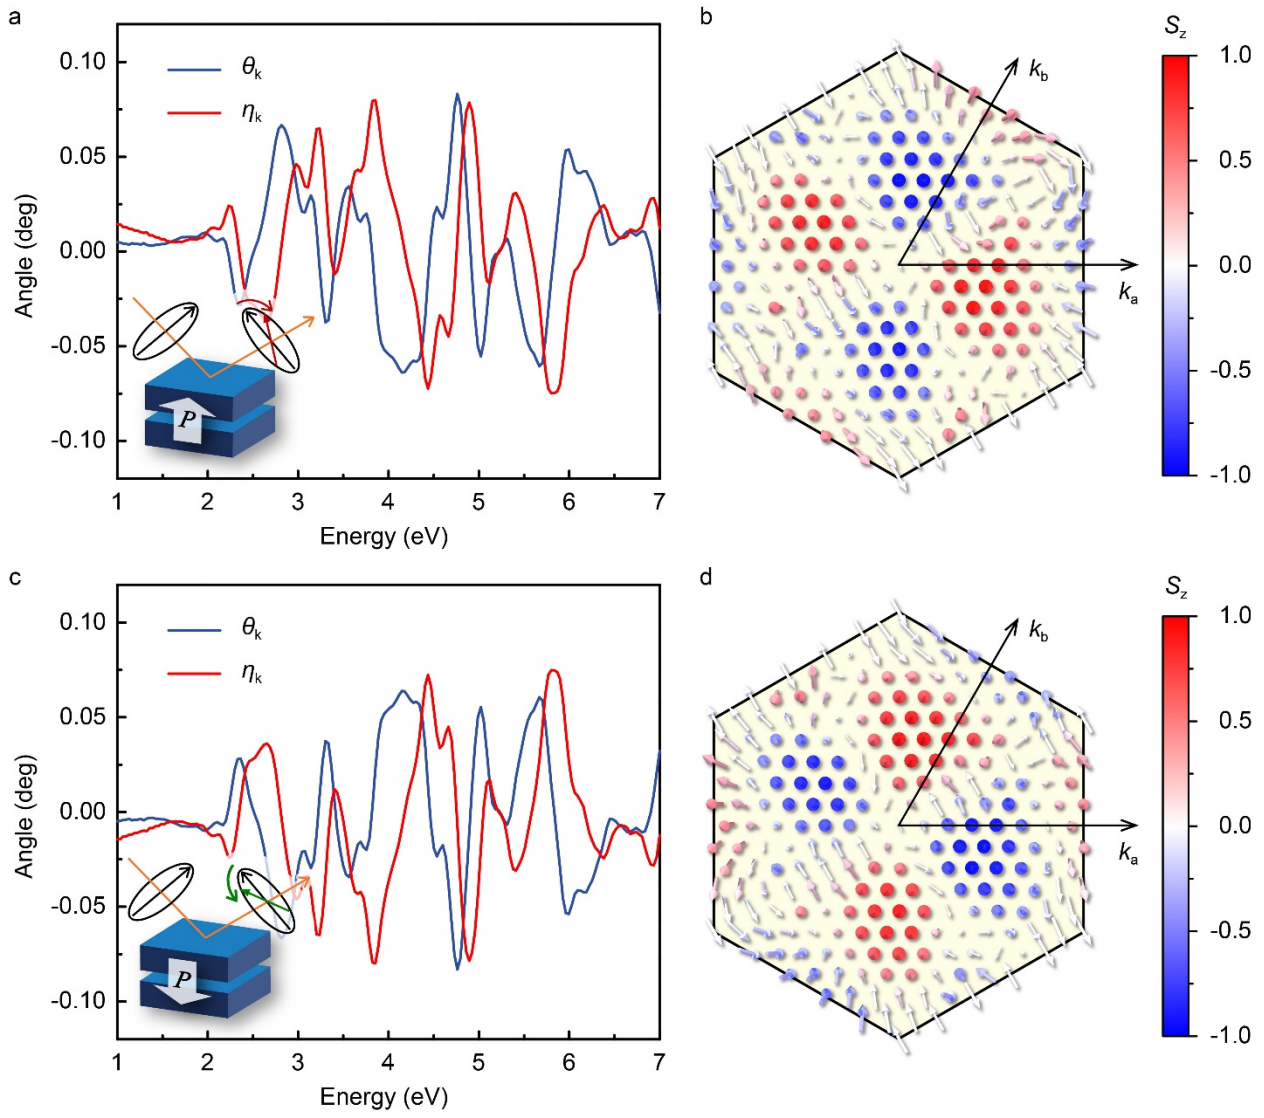 a
0.10
0.05
0.00
-0.05
-0.10
Angle (deg)
θk
ηk
P
1 2 3 4 5 6 7
Energy (eV)
b
kb
ka
Sz
1.0
0.5
0.0
-0.5
-1.0
c
0.10
0.05
0.00
-0.05
-0.10
Angle (deg)
θk
ηk
P
1 2 3 4 5 6 7
Energy (eV)
d
kb
ka
Sz
1.0
0.5
0.0
-0.5
-1.0